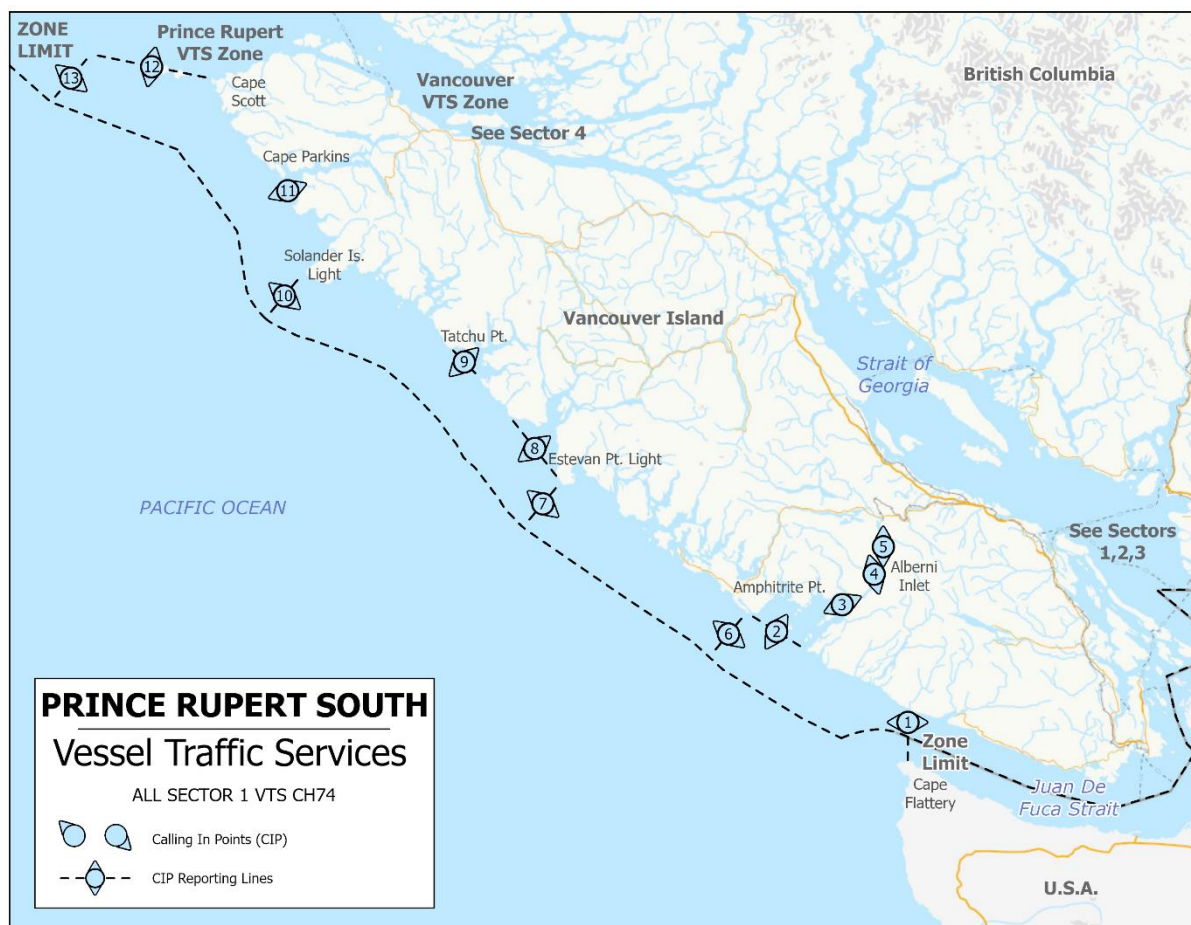 ZONE
LIMIT
13
12
Prince Rupert
VTS Zone
Cape
Scott
Vancouver
VTS Zone
See Sector 4
British Columbia
Cape Parkins
11
Solander Is.
Light
10
Vancouver Island
Tatchu Pt.
9
Strait of
Georgia
8
Estevan Pt. Light
7
PACIFIC OCEAN
See Sectors
1,2,3
5
4
Alberni
Inlet
Amphitrite Pt.
3
6
2
1
Zone
Limit
Cape
Flattery
Juan De
Fuca Strait
U.S.A.
PRINCE RUPERT SOUTH
Vessel Traffic Services
ALL SECTOR 1 VTS CH74
Calling In Points (CIP)
CIP Reporting Lines